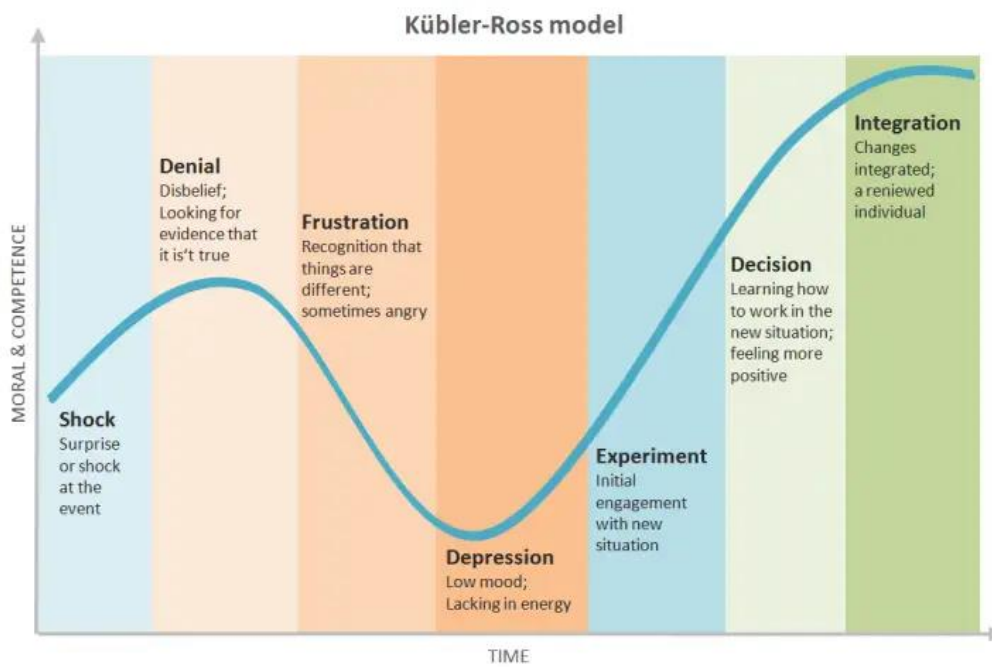 Kübler-Ross model
MORAL & COMPETENCE
Shock
Surprise
or shock
at the
event
Denial
Disbelief;
Looking for
evidence that
it is't true
Frustration
Recognition that
things are
different;
sometimes angry
Depression
Low mood;
Lacking in energy
Experiment
Initial
engagement
with new
situation
Decision
Learning how
to work in the
new situation;
feeling more
positive
Integration
Changes
integrated;
a reniewed
individual
TIME